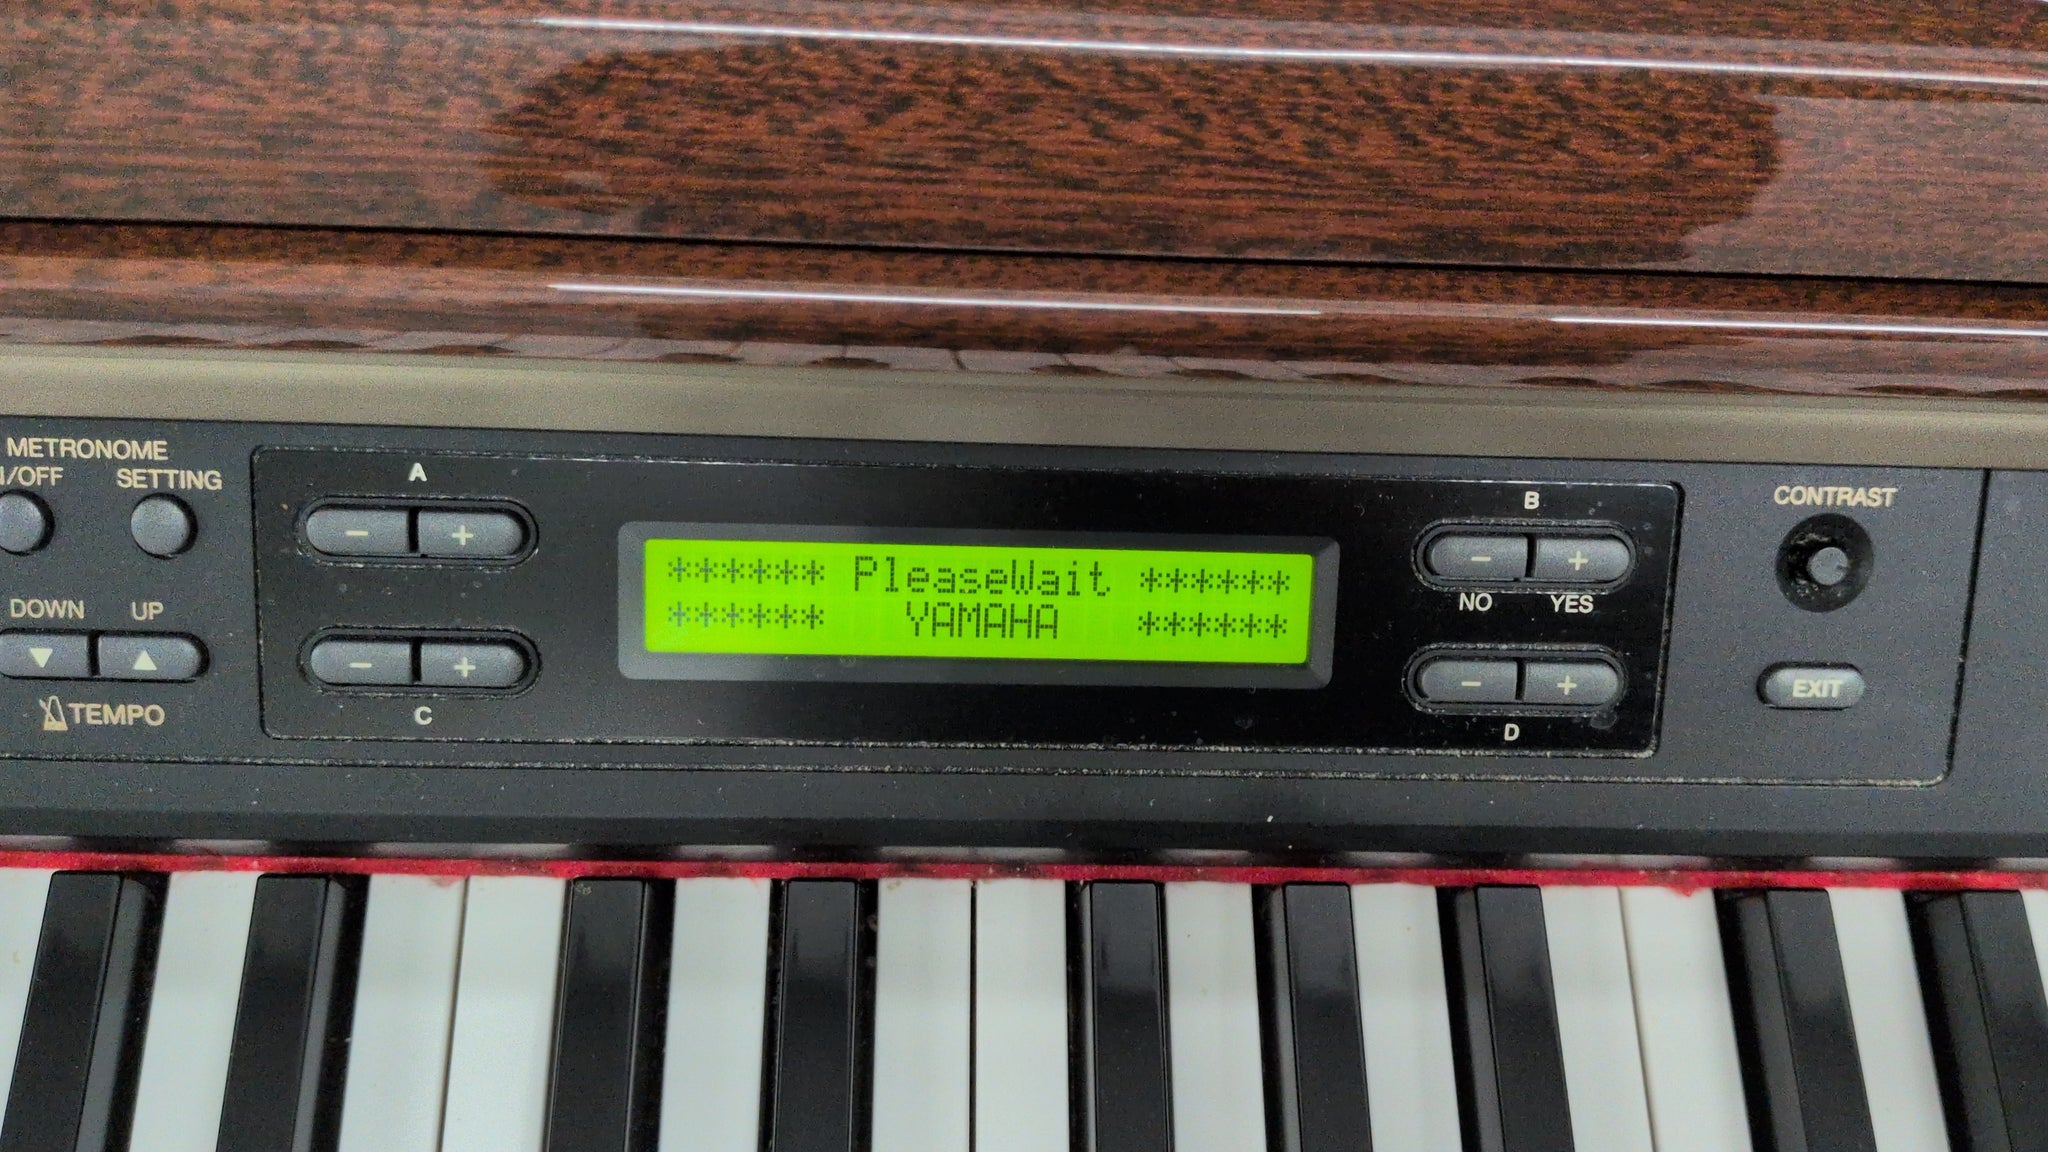 METRONOME
/OFF SETTING
A
B
CONTRAST
- +
- +
****** PleaseWait ******
****** YAMAHA ******
NO YES
DOWN UP
- +
- +
EXIT
TEMPO
C
D